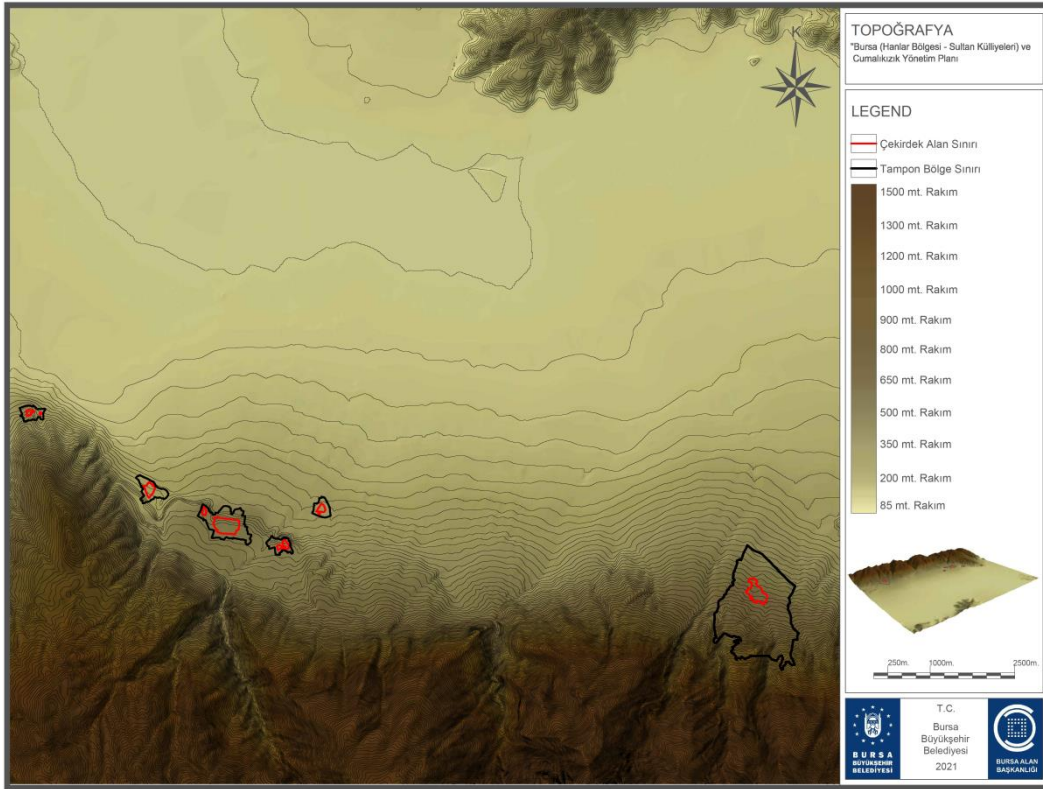 K
TOPOĞRAFYA
"Bursa (Hanlar Bölgesi - Sultan Külliyeleri) ve
Cumalıkızık Yönetim Planı
LEGEND
Çekirdek Alan Sınırı
Tampon Bölge Sınırı
1500 mt. Rakım
1300 mt. Rakım
1200 mt. Rakım
1000 mt. Rakım
900 mt. Rakım
800 mt. Rakım
650 mt. Rakım
500 mt. Rakım
350 mt. Rakım
200 mt. Rakım
85 mt. Rakım
250m. 1000m. 2500m.
BURSA
BÜYÜKŞEHİR
BELEDİYESİ
T.C.
Bursa
Büyükşehir
Belediyesi
2021
BURSA ALAN
BAŞKANLIĞI